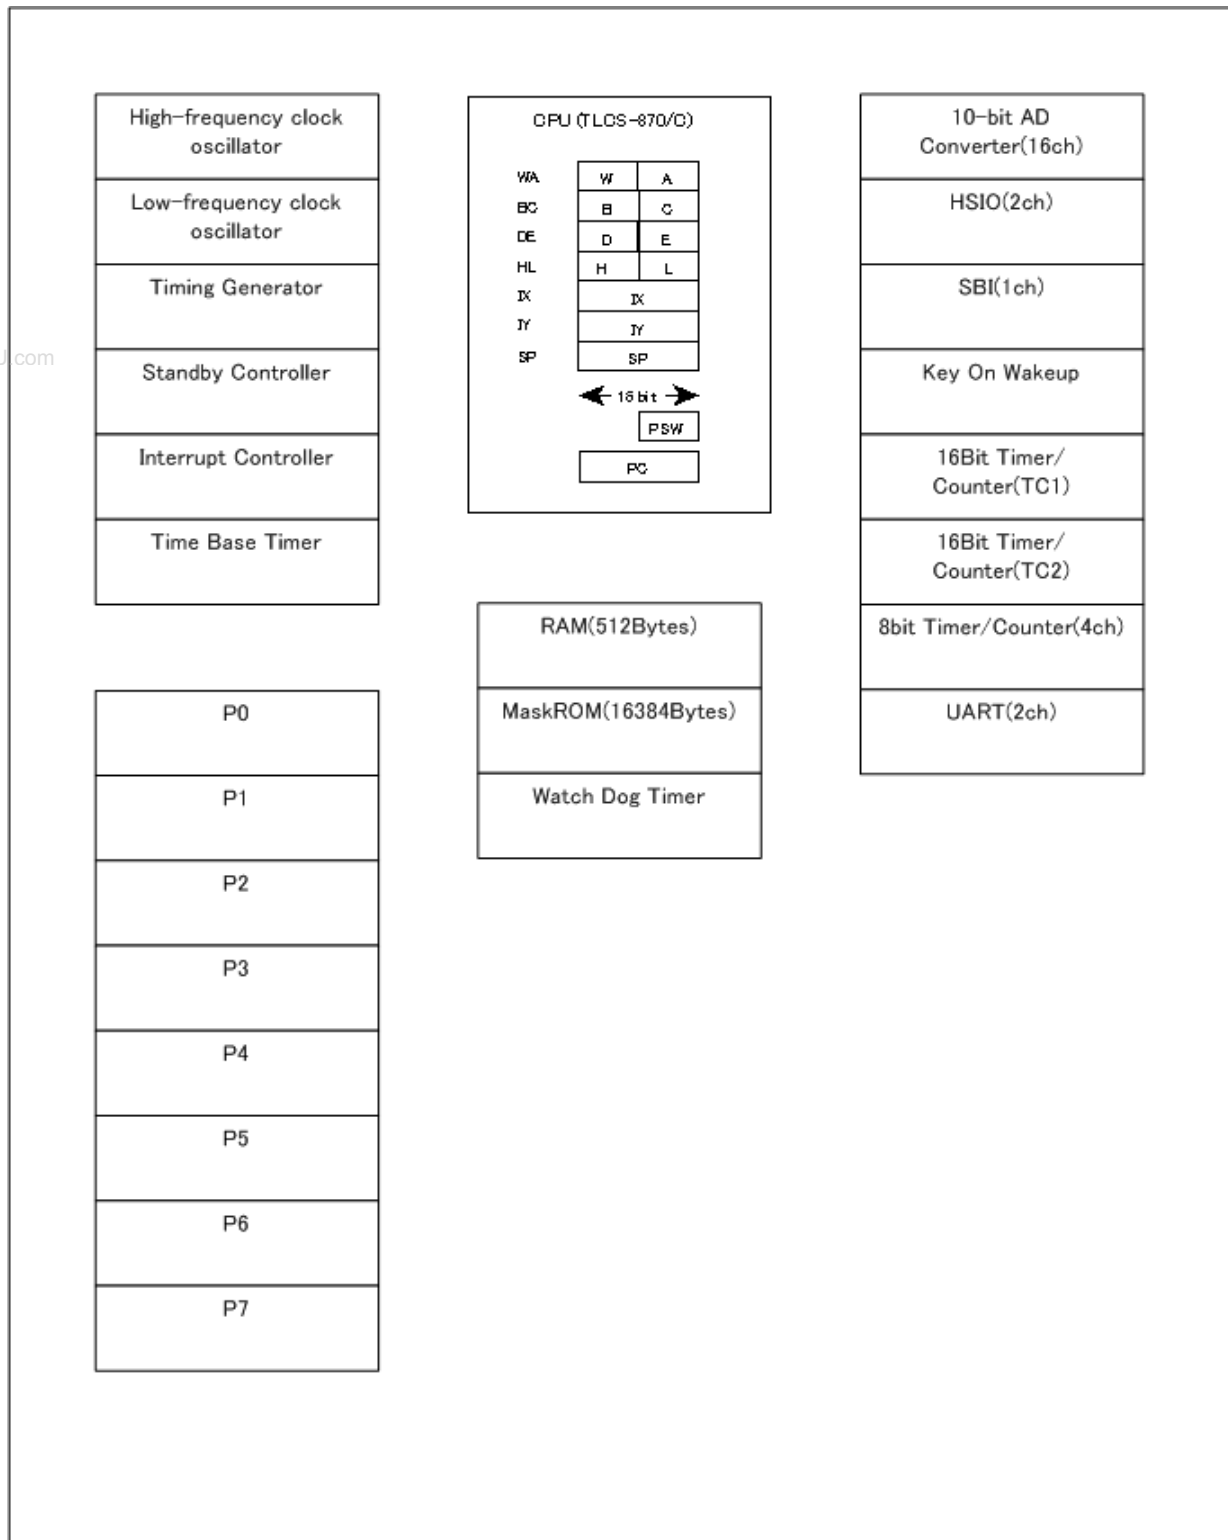 High-frequency clock
oscillator
Low-frequency clock
oscillator
Timing Generator
Standby Controller
Interrupt Controller
Time Base Timer
P0
P1
P2
P3
P4
P5
P6
P7
CPU (TLCS-870/C)
WA W A
BC B C
DE D E
HL H L
IX IX
IY IY
SP SP
16 bit
PSW
PC
RAM(512Bytes)
MaskROM(16384Bytes)
Watch Dog Timer
10-bit AD
Converter(16ch)
HSIO(2ch)
SBI(1ch)
Key On Wakeup
16Bit Timer/
Counter(TC1)
16Bit Timer/
Counter(TC2)
8bit Timer/Counter(4ch)
UART(2ch)
.com